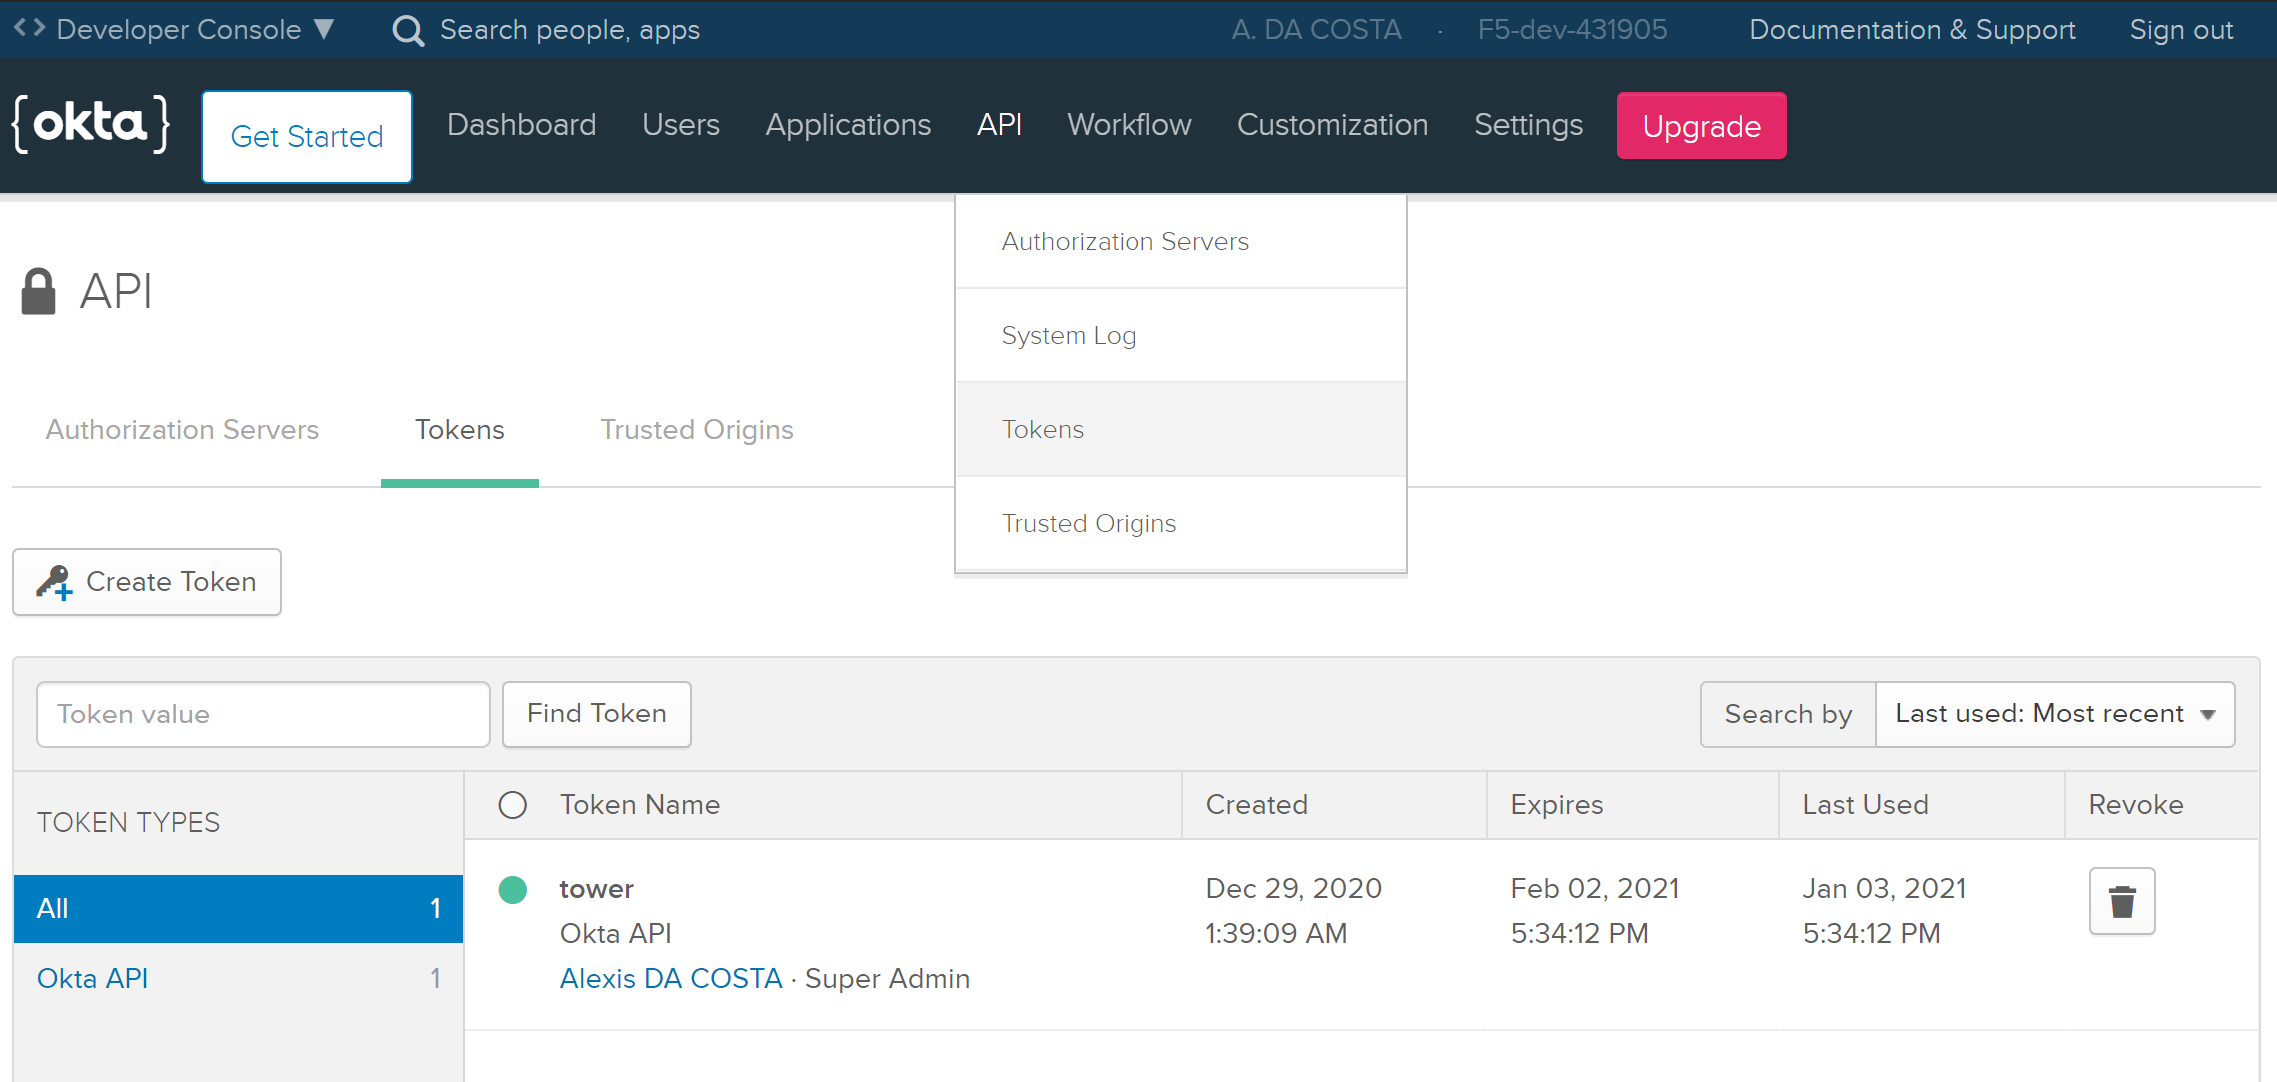 <> Developer Console ▼ Search people, apps A. DA COSTA · F5-dev-431905 Documentation & Support Sign out
{okta} Get Started Dashboard Users Applications API Workflow Customization Settings Upgrade
Authorization Servers
System Log
Tokens
Trusted Origins
API
Authorization Servers Tokens Trusted Origins
Create Token
Token value Find Token Search by Last used: Most recent
TOKEN TYPES
All 1
Okta API 1
Token Name Created Expires Last Used Revoke
tower Dec 29, 2020 Feb 02, 2021 Jan 03, 2021
Okta API 1:39:09 AM 5:34:12 PM 5:34:12 PM
Alexis DA COSTA · Super Admin